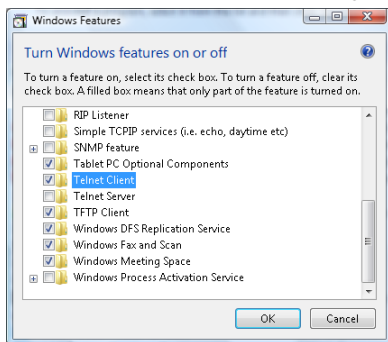 Windows Features
Turn Windows features on or off
To turn a feature on, select its check box. To turn a feature off, clear its
check box. A filled box means that only part of the feature is turned on.
RIP Listener
Simple TCPIP services (i.e. echo, daytime etc)
SNMP feature
Tablet PC Optional Components
Telnet Client
Telnet Server
TFTP Client
Windows DFS Replication Service
Windows Fax and Scan
Windows Meeting Space
Windows Process Activation Service
OK Cancel